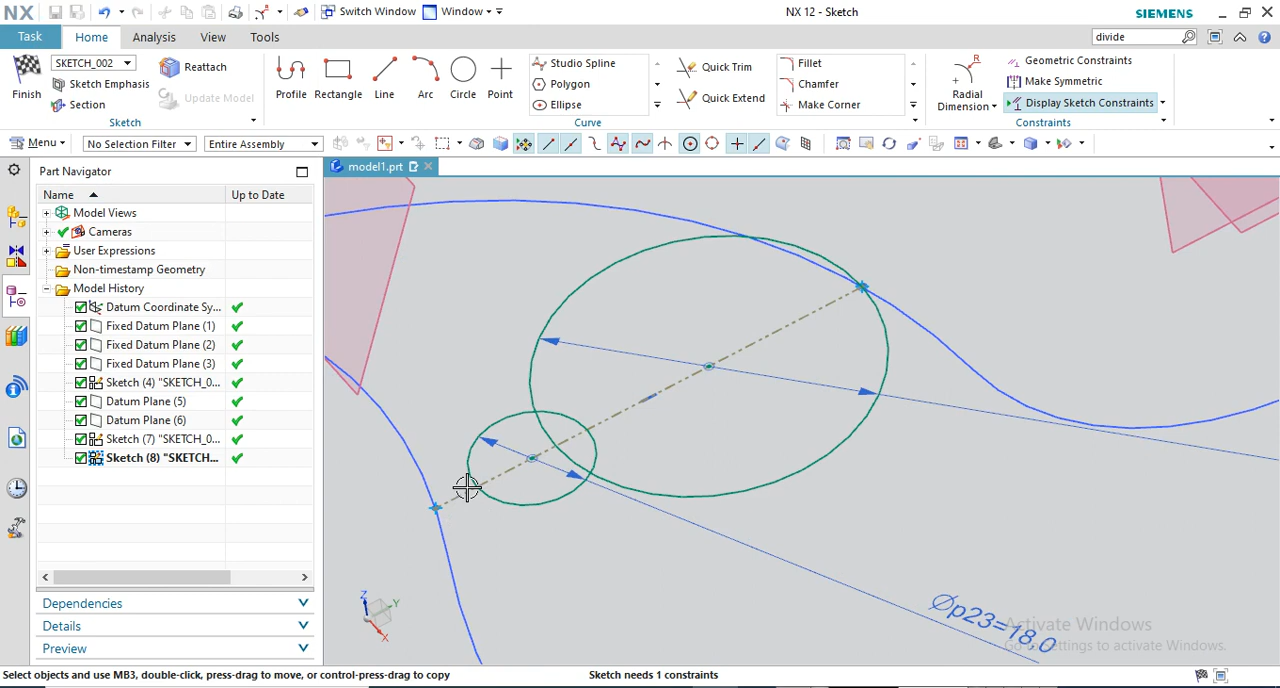 NX
Switch Window
Window
NX 12 - Sketch
SIEMENS
Task
Home
Analysis
View
Tools
divide
Finish
SKETCH_002
Sketch Emphasis
Section
Reattach
Update Model
Sketch
Profile
Rectangle
Line
Arc
Circle
Point
Studio Spline
Polygon
Ellipse
Curve
Quick Trim
Quick Extend
Fillet
Chamfer
Make Corner
Radial
Dimension
Geometric Constraints
Make Symmetric
Display Sketch Constraints
Constraints
Menu
No Selection Filter
Entire Assembly
Part Navigator
model1.prt
Name
Up to Date
Model Views
Cameras
User Expressions
Non-timestamp Geometry
Model History
Datum Coordinate Sy...
Fixed Datum Plane (1)
Fixed Datum Plane (2)
Fixed Datum Plane (3)
Sketch (4) "SKETCH_0...
Datum Plane (5)
Datum Plane (6)
Sketch (7) "SKETCH_0...
Sketch (8) "SKETCH...
Dependencies
Details
Preview
Z
Y
X
Øp23=18.0
Activate Windows
Go to Settings to activate Windows.
Select objects and use MB3, double-click, press-drag to move, or control-press-drag to copy
Sketch needs 1 constraints